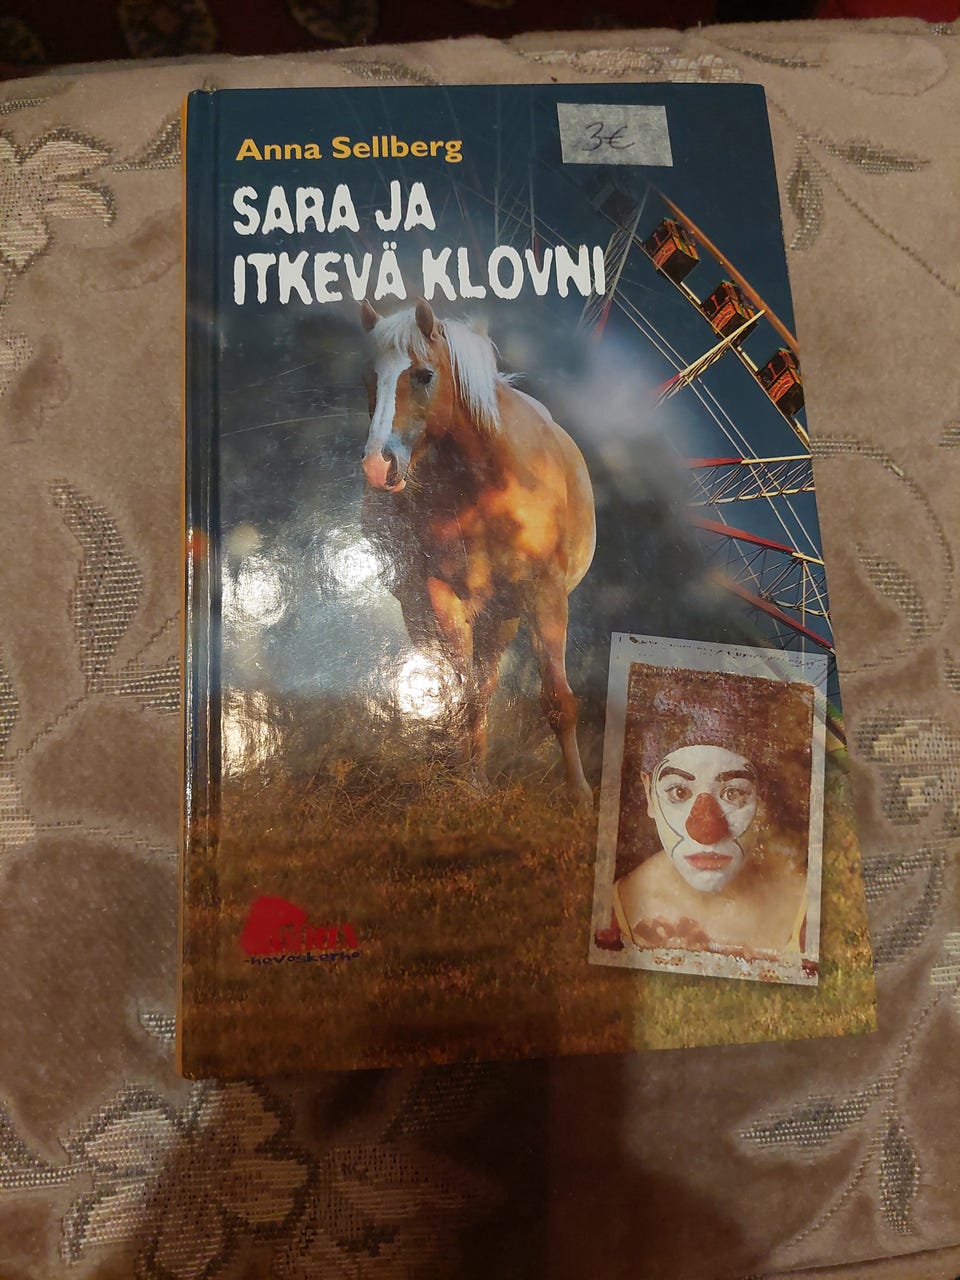 Anna Sellberg
3€
SARA JA
ITKEVÄ KLOVNI
-hevoskerho